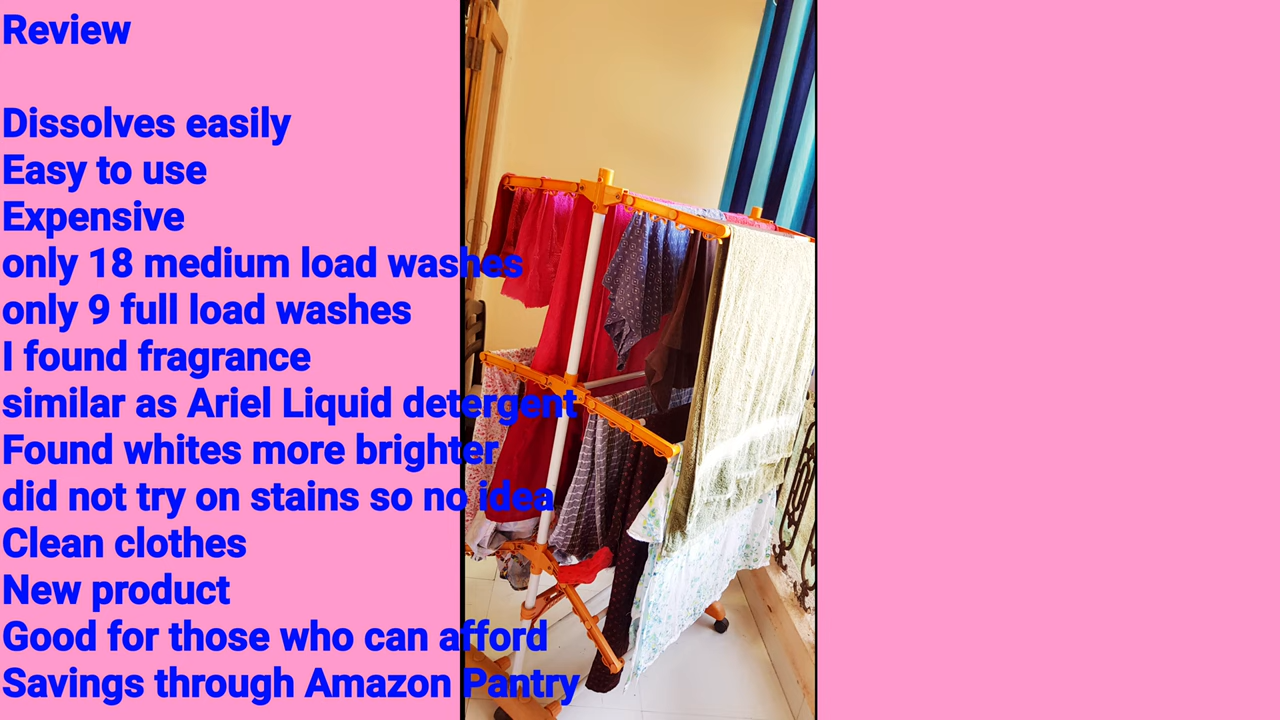 Review
Dissolves easily
Easy to use
Expensive
only 18 medium load washes
only 9 full load washes
I found fragrance
similar as Ariel Liquid detergent
Found whites more brighter
did not try on stains so no idea
Clean clothes
New product
Good for those who can afford
Savings through Amazon Pantry